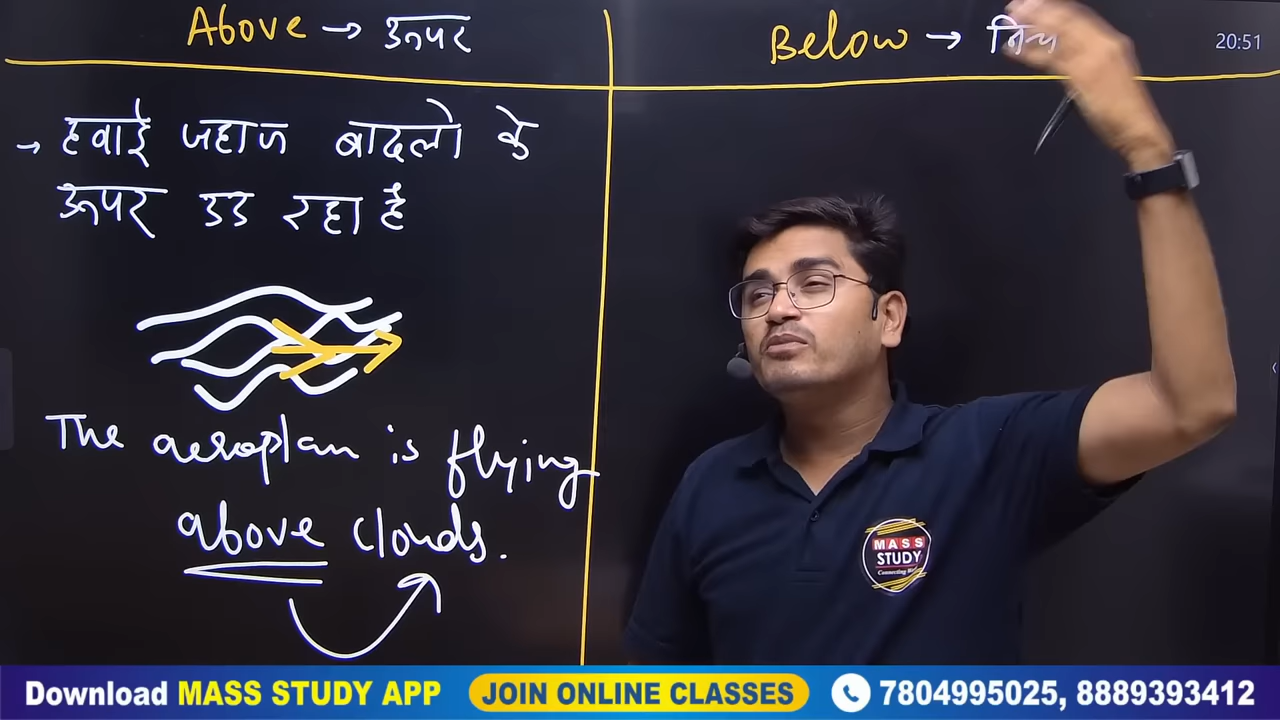 Above → ऊपर
Below →
20:51
→ हवाई जहाज बादलो के
ऊपर उड रहा है
The aeroplan is flying
above clouds.
MASS
STUDY
Download MASS STUDY APP
JOIN ONLINE CLASSES
7804995025, 8889393412